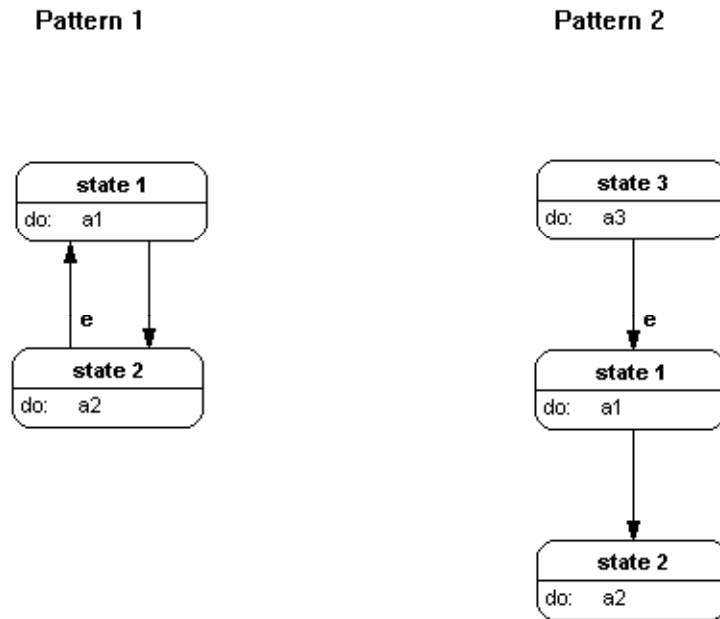 Pattern 1
Pattern 2
state 1
do: a1
e
state 2
do: a2
state 3
do: a3
e
state 1
do: a1
state 2
do: a2